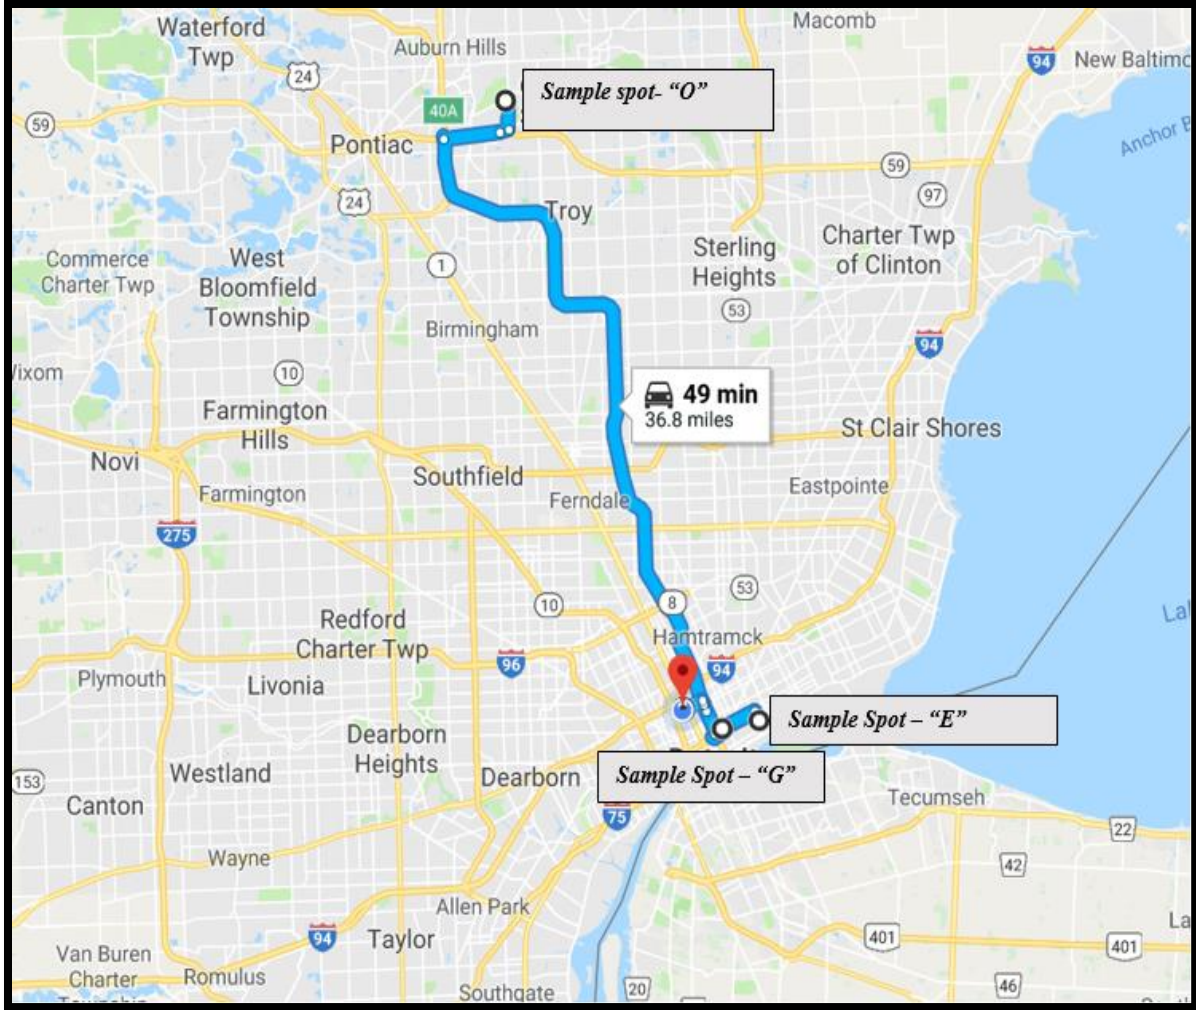 Waterford
Twp
Auburn Hills
Macomb
New Baltimo
94
24
40A
Sample spot- “O”
59
Pontiac
Anchor B
59
24
97
Troy
Commerce
Charter Twp
West
Bloomfield
Township
1
Sterling
Heights
53
Charter Twp
of Clinton
Birmingham
94
10
49 min
36.8 miles
Farmington
Hills
St Clair Shores
Novi
Southfield
Farmington
Ferndale
Eastpointe
275
10
53
8
Redford
Charter Twp
Hamtramck
96
94
Plymouth
Livonia
Sample Spot – “E”
Dearborn
Heights
Sample Spot – “G”
153
Westland
Dearborn
Canton
75
Tecumseh
22
Wayne
42
Allen Park
94
Taylor
401
401
Van Buren
Charter
Township
Romulus
Southgate
20
46